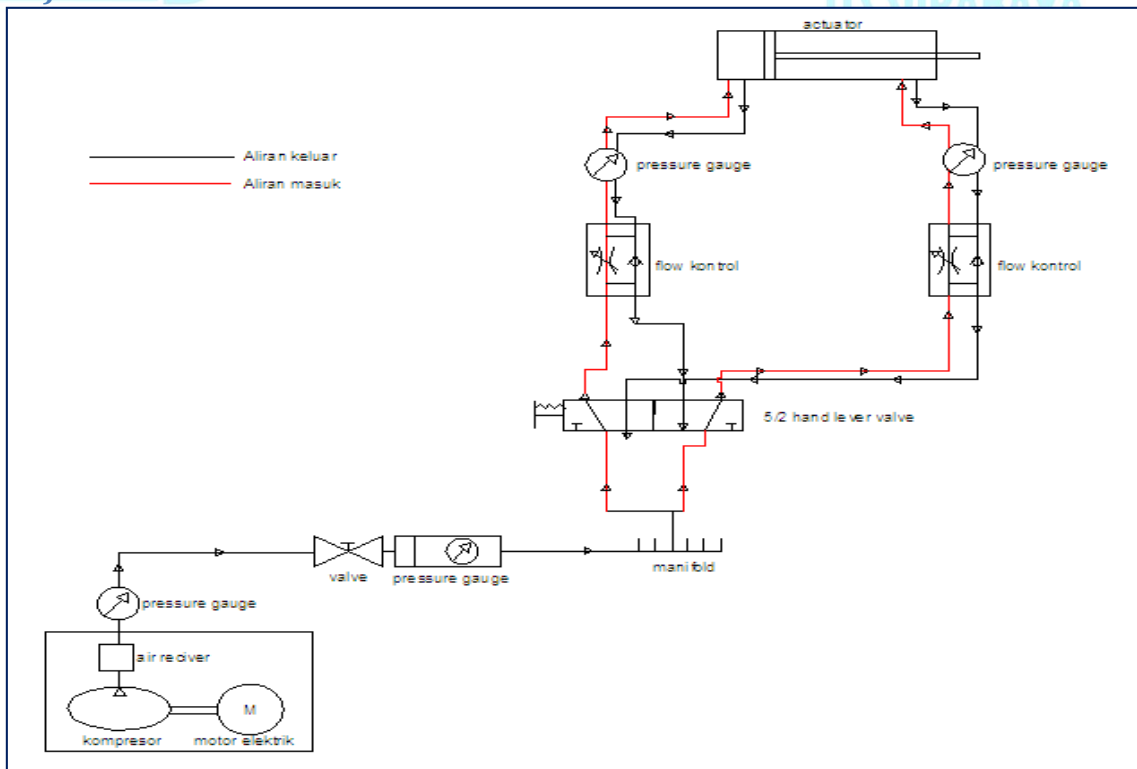 actuator
Aliran keluar
Aliran masuk
pressure gauge
pressure gauge
flow kontrol
flow kontrol
5/2 hand lever valve
valve
pressure gauge
manifold
pressure gauge
air reciver
M
kompresor
motor elektrik